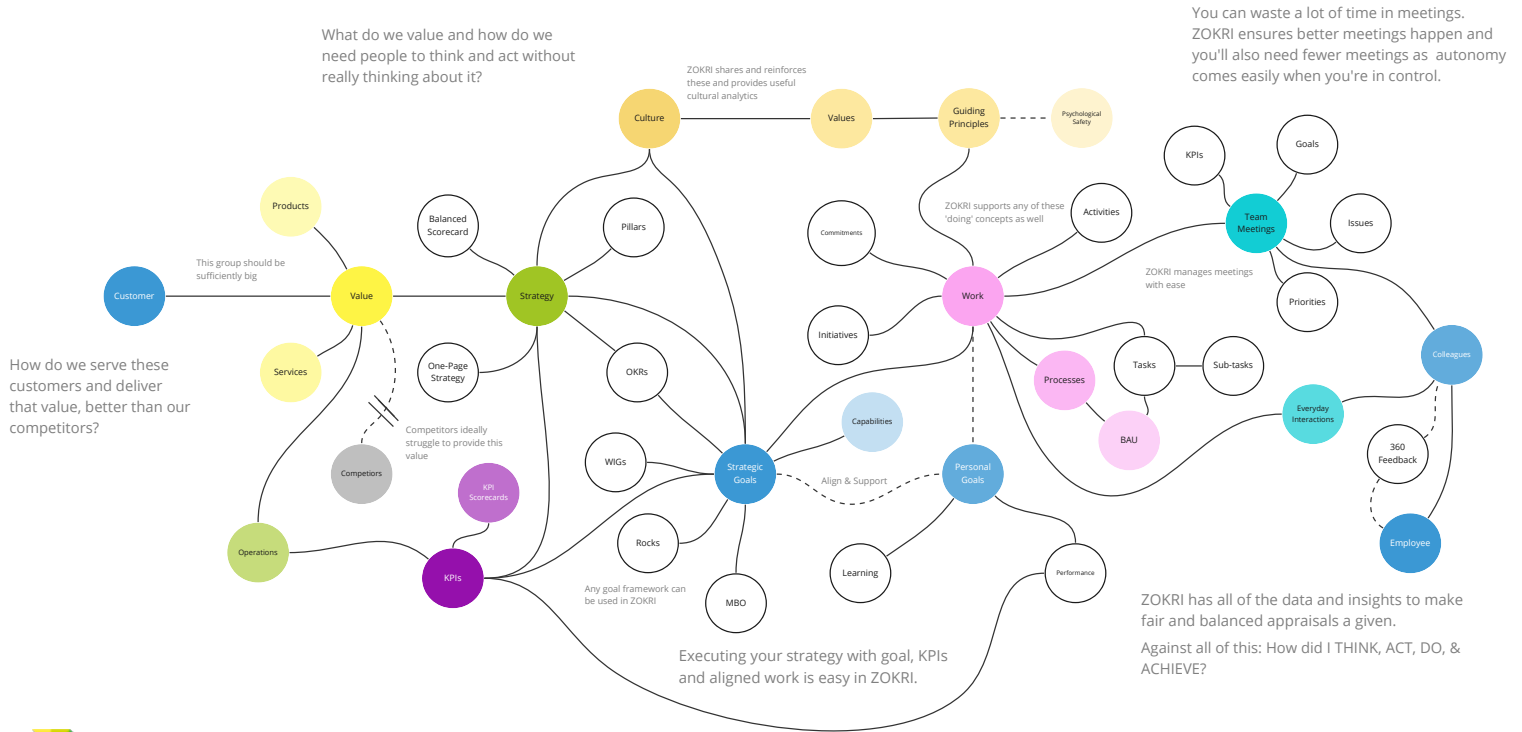 You can waste a lot of time in meetings.
ZOKRI ensures better meetings happen and
you'll also need fewer meetings as  autonomy
comes easily when you're in control.
What do we value and how do we
need people to think and act without
really thinking about it?
ZOKRI shares and reinforces
these and provides useful
cultural analytics
Culture
Values
Guiding
Principles
Psychological
Safety
KPIs
Goals
Team
Meetings
Issues
Priorities
ZOKRI manages meetings
with ease
Products
This group should be
sufficiently big
Customer
Value
Services
Balanced
Scorecard
Pillars
Strategy
One-Page
Strategy
OKRs
Commitments
ZOKRI supports any of these
'doing' concepts as well
Activities
Work
Initiatives
Processes
Tasks
Sub-tasks
BAU
Colleagues
Everyday
Interactions
360
Feedback
Employee
How do we serve these
customers and deliver
that value, better than our
competitors?
Competitors ideally
struggle to provide this
value
Competiors
KPI
Scorecards
WIGs
Strategic
Goals
Capabilities
Align & Support
Personal
Goals
Operations
KPIs
Rocks
Any goal framework can
be used in ZOKRI
MBO
Learning
Performance
Executing your strategy with goal, KPIs
and aligned work is easy in ZOKRI.
ZOKRI has all of the data and insights to make
fair and balanced appraisals a given.
Against all of this: How did I THINK, ACT, DO, &
ACHIEVE?